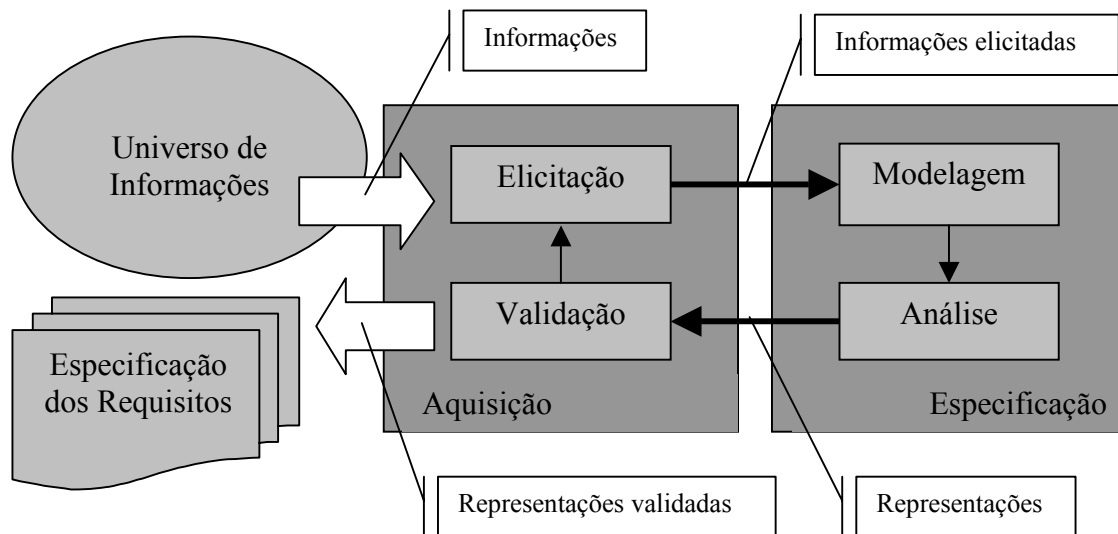 Informações
Informações elicitadas
Universo de
Informações
Elicitação
Modelagem
Validação
Análise
Especificação
dos Requisitos
Aquisição
Especificação
Representações validadas
Representações